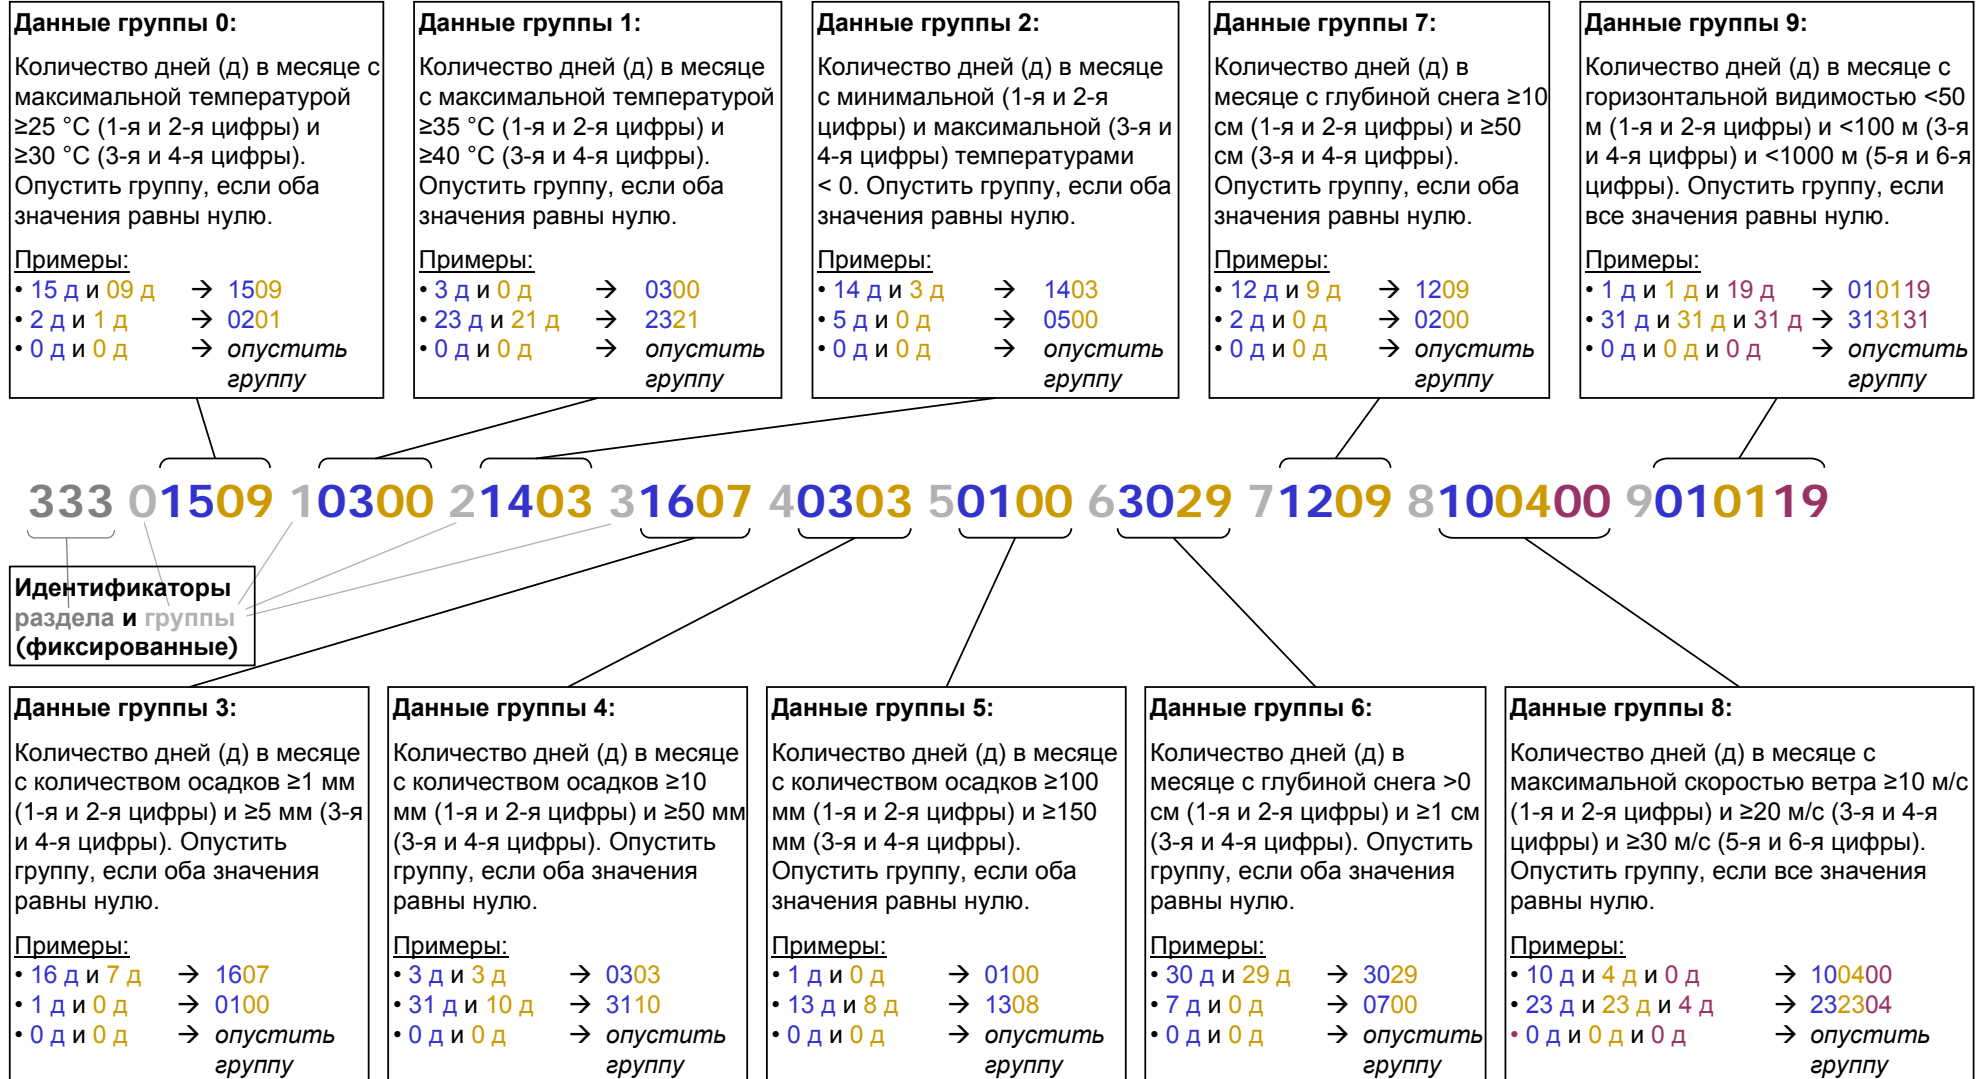 Данные группы 0:
Количество дней (д) в месяце с
максимальной температурой
≥25 °C (1-я и 2-я цифры) и
≥30 °C (3-я и 4-я цифры).
Опустить группу, если оба
значения равны нулю.
Примеры:
• 15 д и 09 д → 1509
• 2 д и 1 д → 0201
• 0 д и 0 д → опустить
группу
Данные группы 1:
Количество дней (д) в месяце
с максимальной температурой
≥35 °C (1-я и 2-я цифры) и
≥40 °C (3-я и 4-я цифры).
Опустить группу, если оба
значения равны нулю.
Примеры:
• 3 д и 0 д → 0300
• 23 д и 21 д → 2321
• 0 д и 0 д → опустить
группу
Данные группы 2:
Количество дней (д) в месяце
с минимальной (1-я и 2-я
цифры) и максимальной (3-я и
4-я цифры) температурами
< 0. Опустить группу, если оба
значения равны нулю.
Примеры:
• 14 д и 3 д → 1403
• 5 д и 0 д → 0500
• 0 д и 0 д → опустить
группу
Данные группы 7:
Количество дней (д) в
месяце с глубиной снега ≥10
см (1-я и 2-я цифры) и ≥50
см (3-я и 4-я цифры).
Опустить группу, если оба
значения равны нулю.
Примеры:
• 12 д и 9 д → 1209
• 2 д и 0 д → 0200
• 0 д и 0 д → опустить
группу
Данные группы 9:
Количество дней (д) в месяце с
горизонтальной видимостью <50
м (1-я и 2-я цифры) и <100 м (3-я
и 4-я цифры) и <1000 м (5-я и 6-я
цифры). Опустить группу, если
все значения равны нулю.
Примеры:
• 1 д и 1 д и 19 д → 010119
• 31 д и 31 д и 31 д → 313131
• 0 д и 0 д и 0 д → опустить
группу
333 01509 10300 21403 31607 40303 50100 63029 71209 8100400 9010119
Идентификаторы
раздела и группы
(фиксированные)
Данные группы 3:
Количество дней (д) в месяце
с количеством осадков ≥1 мм
(1-я и 2-я цифры) и ≥5 мм (3-я
и 4-я цифры). Опустить
группу, если оба значения
равны нулю.
Примеры:
• 16 д и 7 д → 1607
• 1 д и 0 д → 0100
• 0 д и 0 д → опустить
группу
Данные группы 4:
Количество дней (д) в месяце
с количеством осадков ≥10
мм (1-я и 2-я цифры) и ≥50 мм
(3-я и 4-я цифры). Опустить
группу, если оба значения
равны нулю.
Примеры:
• 3 д и 3 д → 0303
• 31 д и 10 д → 3110
• 0 д и 0 д → опустить
группу
Данные группы 5:
Количество дней (д) в месяце
с количеством осадков ≥100
мм (1-я и 2-я цифры) и ≥150
мм (3-я и 4-я цифры).
Опустить группу, если оба
значения равны нулю.
Примеры:
• 1 д и 0 д → 0100
• 13 д и 8 д → 1308
• 0 д и 0 д → опустить
группу
Данные группы 6:
Количество дней (д) в
месяце с глубиной снега >0
см (1-я и 2-я цифры) и ≥1 см
(3-я и 4-я цифры). Опустить
группу, если оба значения
равны нулю.
Примеры:
• 30 д и 29 д → 3029
• 7 д и 0 д → 0700
• 0 д и 0 д → опустить
группу
Данные группы 8:
Количество дней (д) в месяце с
максимальной скоростью ветра ≥10 м/с
(1-я и 2-я цифры) и ≥20 м/с (3-я и 4-я
цифры) и ≥30 м/с (5-я и 6-я цифры).
Опустить группу, если все значения
равны нулю.
Примеры:
• 10 д и 4 д и 0 д → 100400
• 23 д и 23 д и 4 д → 232304
• 0 д и 0 д и 0 д → опустить
группу